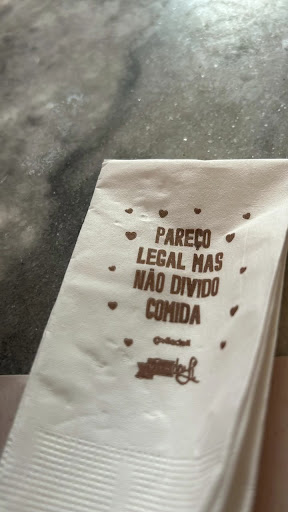 PAREÇO
LEGAL MAS
NÃO DIVIDO
COMIDA